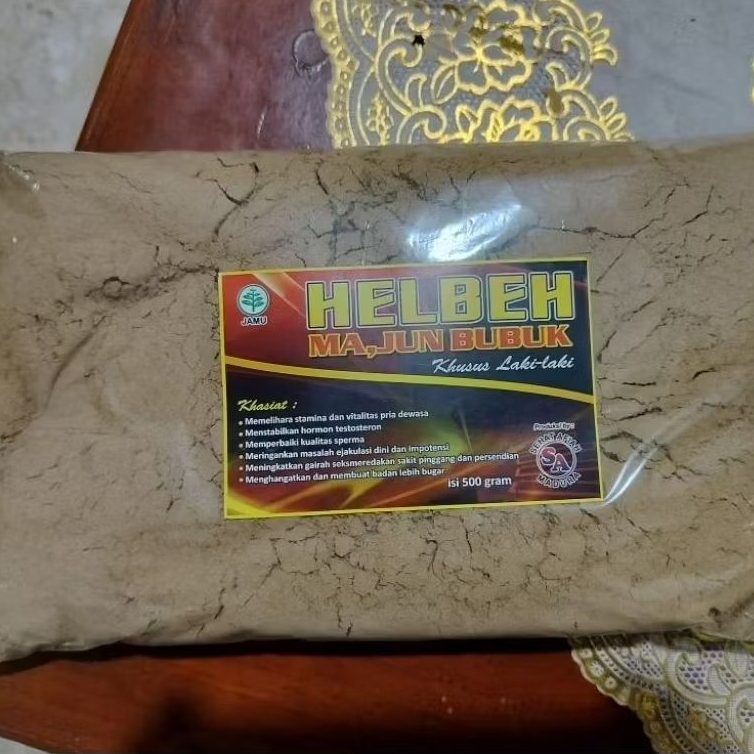 JAMU
HELBEH
MA,JUN BUBUK
Khusus Laki-laki
Khasiat :
• Memelihara stamina dan vitalitas pria dewasa
• Menstabilkan hormon testosteron
• Memperbaiki kualitas sperma
• Meringankan masalah ejakulasi dini dan impotensi
• Meningkatkan gairah seksmeredakan sakit pinggang dan persendian
• Menghangatkan dan membuat badan lebih bugar
isi 500 gram
Produksi by :
SA
MADURA